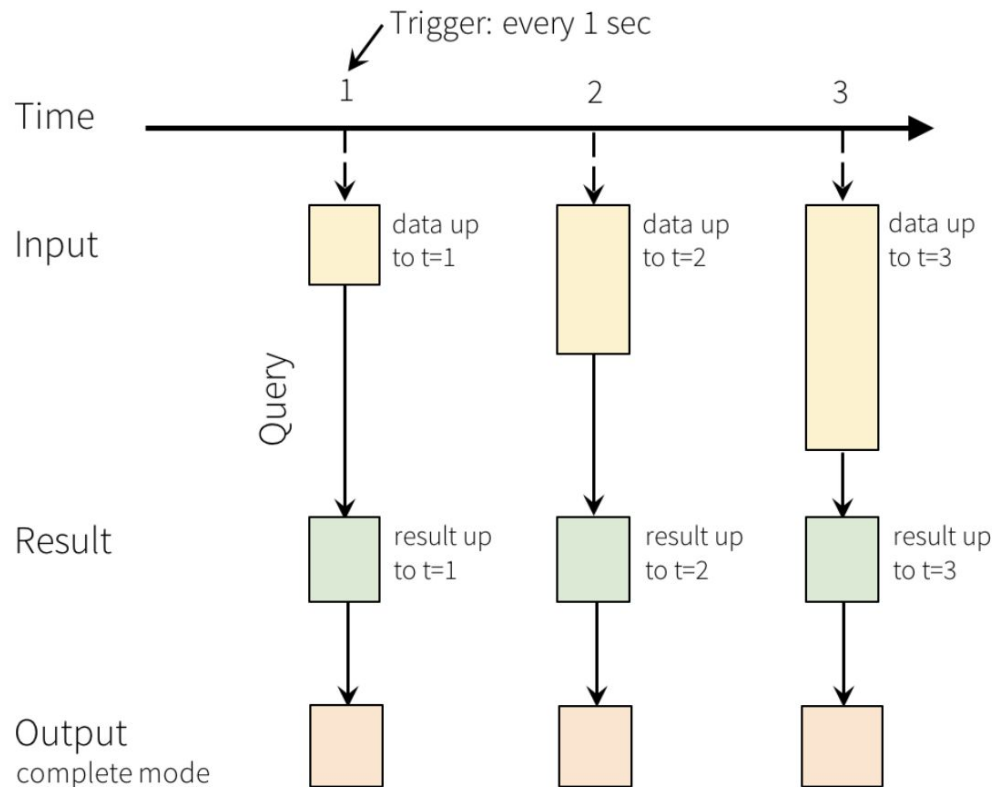 Trigger: every 1 sec
1
2
3
Time
Input
data up
to t=1
data up
to t=2
data up
to t=3
Query
Result
result up
to t=1
result up
to t=2
result up
to t=3
Output
complete mode